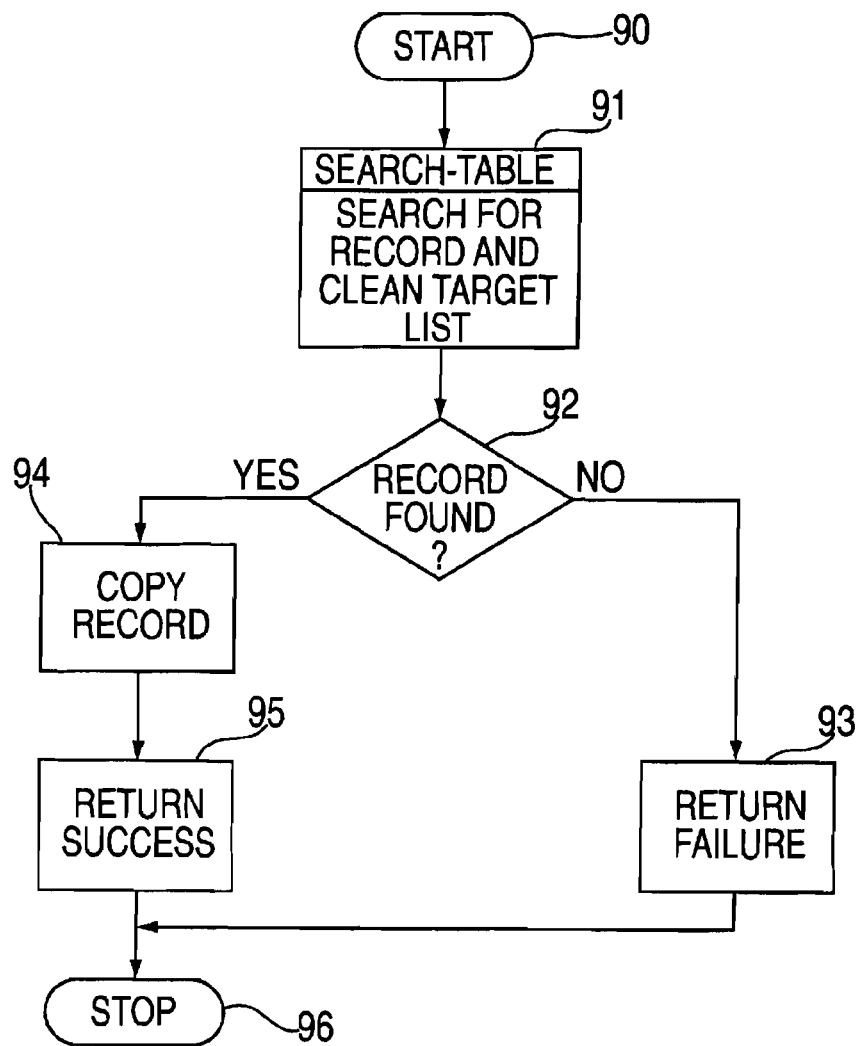 START
90
91
SEARCH-TABLE
SEARCH FOR
RECORD AND
CLEAN TARGET
LIST
92
YES
RECORD
FOUND
?
NO
94
COPY
RECORD
95
RETURN
SUCCESS
93
RETURN
FAILURE
STOP
96